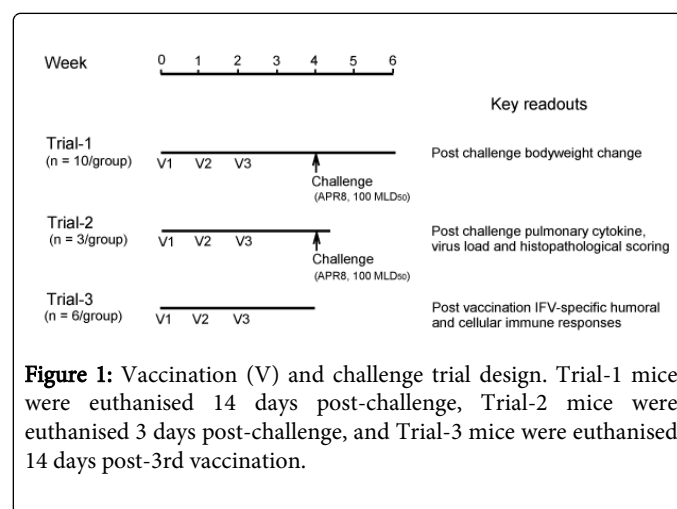 Week 0 1 2 3 4 6
Key readouts
Trial-1
(n = 10/group)
V1 V2 V3
Post challenge bodyweight change
Challenge
(APR8, 100 MLD50)
Trial-2
(n = 3/group)
V1 V2 V3
Post challenge pulmonary cytokine,
virus load and histopathological scoring
Challenge
(APR8, 100 MLD50)
Trial-3
(n = 6/group)
V1 V2 V3
Post vaccination IFV-specific humoral
and cellular immune responses
Figure 1: Vaccination (V) and challenge trial design. Trial-1 mice
were euthanised 14 days post-challenge, Trial-2 mice were
euthanised 3 days post-challenge, and Trial-3 mice were euthanised
14 days post-3rd vaccination.